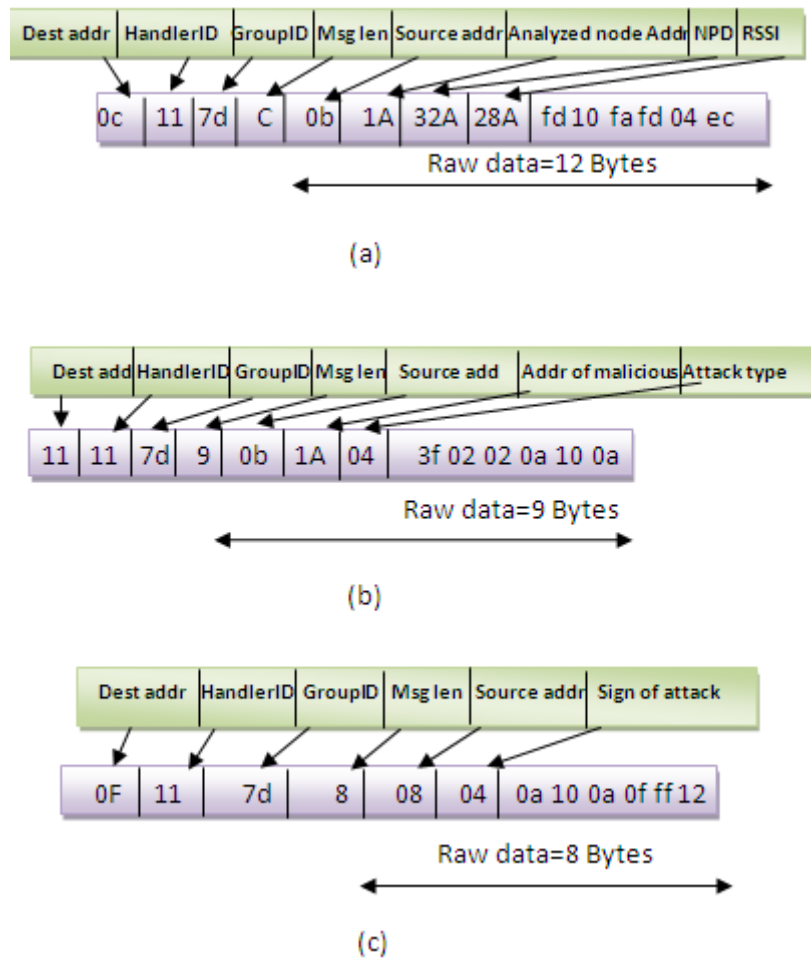 Dest addr HandlerID GroupID Msg len Source addr Analyzed node Addr NPD RSSI
0c 11 7d C 0b 1A 32A 28A fd 10 fa fd 04 ec
Raw data=12 Bytes
(a)
Dest add HandlerID GroupID Msg len Source add Addr of malicious Attack type
11 11 7d 9 0b 1A 04 3f 02 02 0a 10 0a
Raw data=9 Bytes
(b)
Dest addr HandlerID GroupID Msg len Source addr Sign of attack
0F 11 7d 8 08 04 0a 10 0a 0f ff 12
Raw data=8 Bytes
(c)